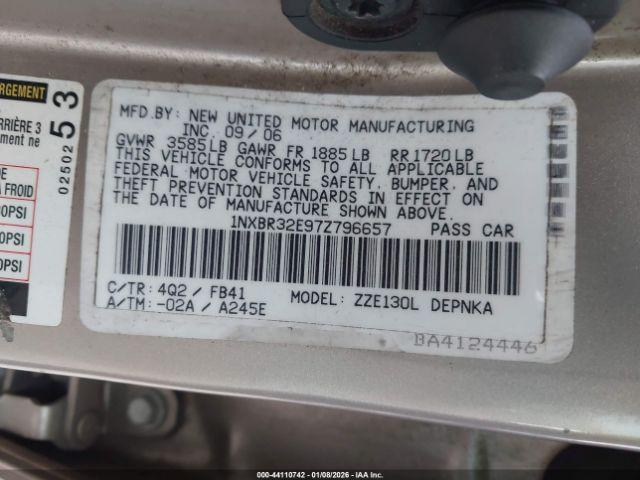 RGEMENT
RRIÈRE 3
ment ne
À FROID
0PSI
0PSI
PSI
53
02502
MFD.BY: NEW UNITED MOTOR MANUFACTURING
INC. 09/06
GVWR 3585LB GAWR FR 1885LB RR1720LB
THIS VEHICLE CONFORMS TO ALL APPLICABLE
FEDERAL MOTOR VEHICLE SAFETY, BUMPER, AND
THEFT PREVENTION STANDARDS IN EFFECT ON
THE DATE OF MANUFACTURE SHOWN ABOVE.
1NXBR32E97Z796657 PASS CAR
C/TR: 4Q2 / FB41 MODEL: ZZE130L DEPNKA
A/TM: -02A / A245E
BA4124446
000-44110742 | 01/08/2026 | IAA Inc.